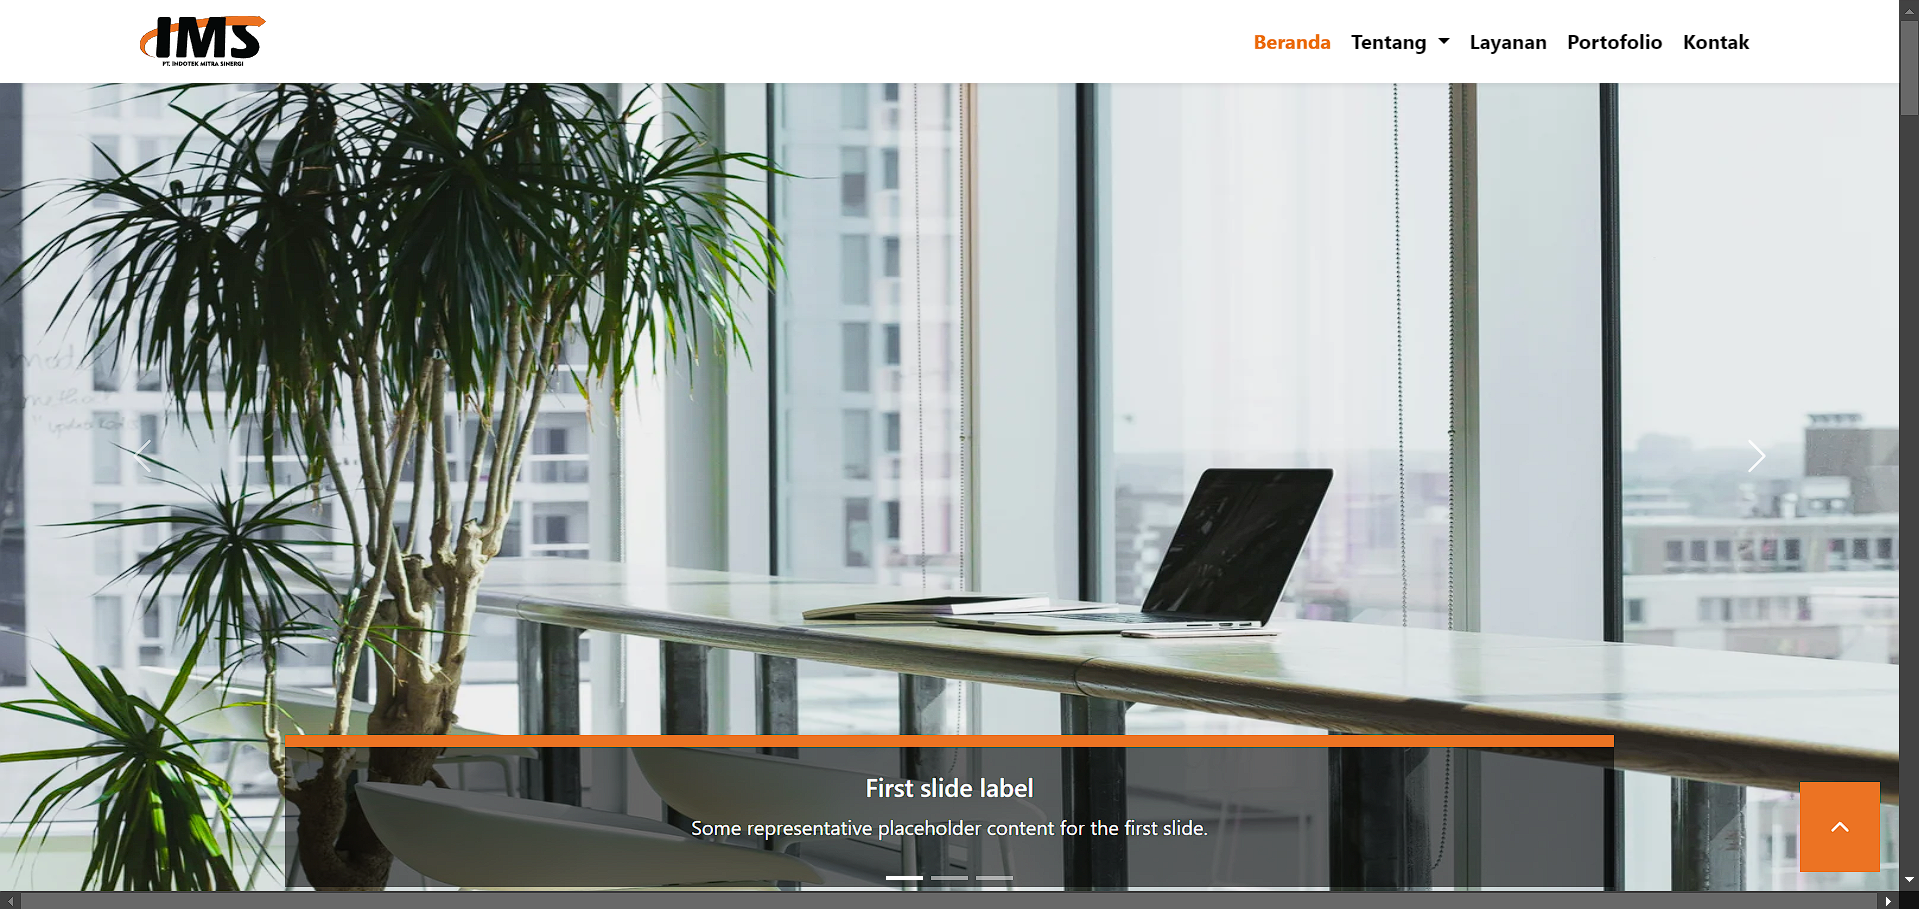 IMS
PT. INDOTEK MITRA SINERGI
Beranda
Tentang
Layanan
Portofolio
Kontak
First slide label
Some representative placeholder content for the first slide.